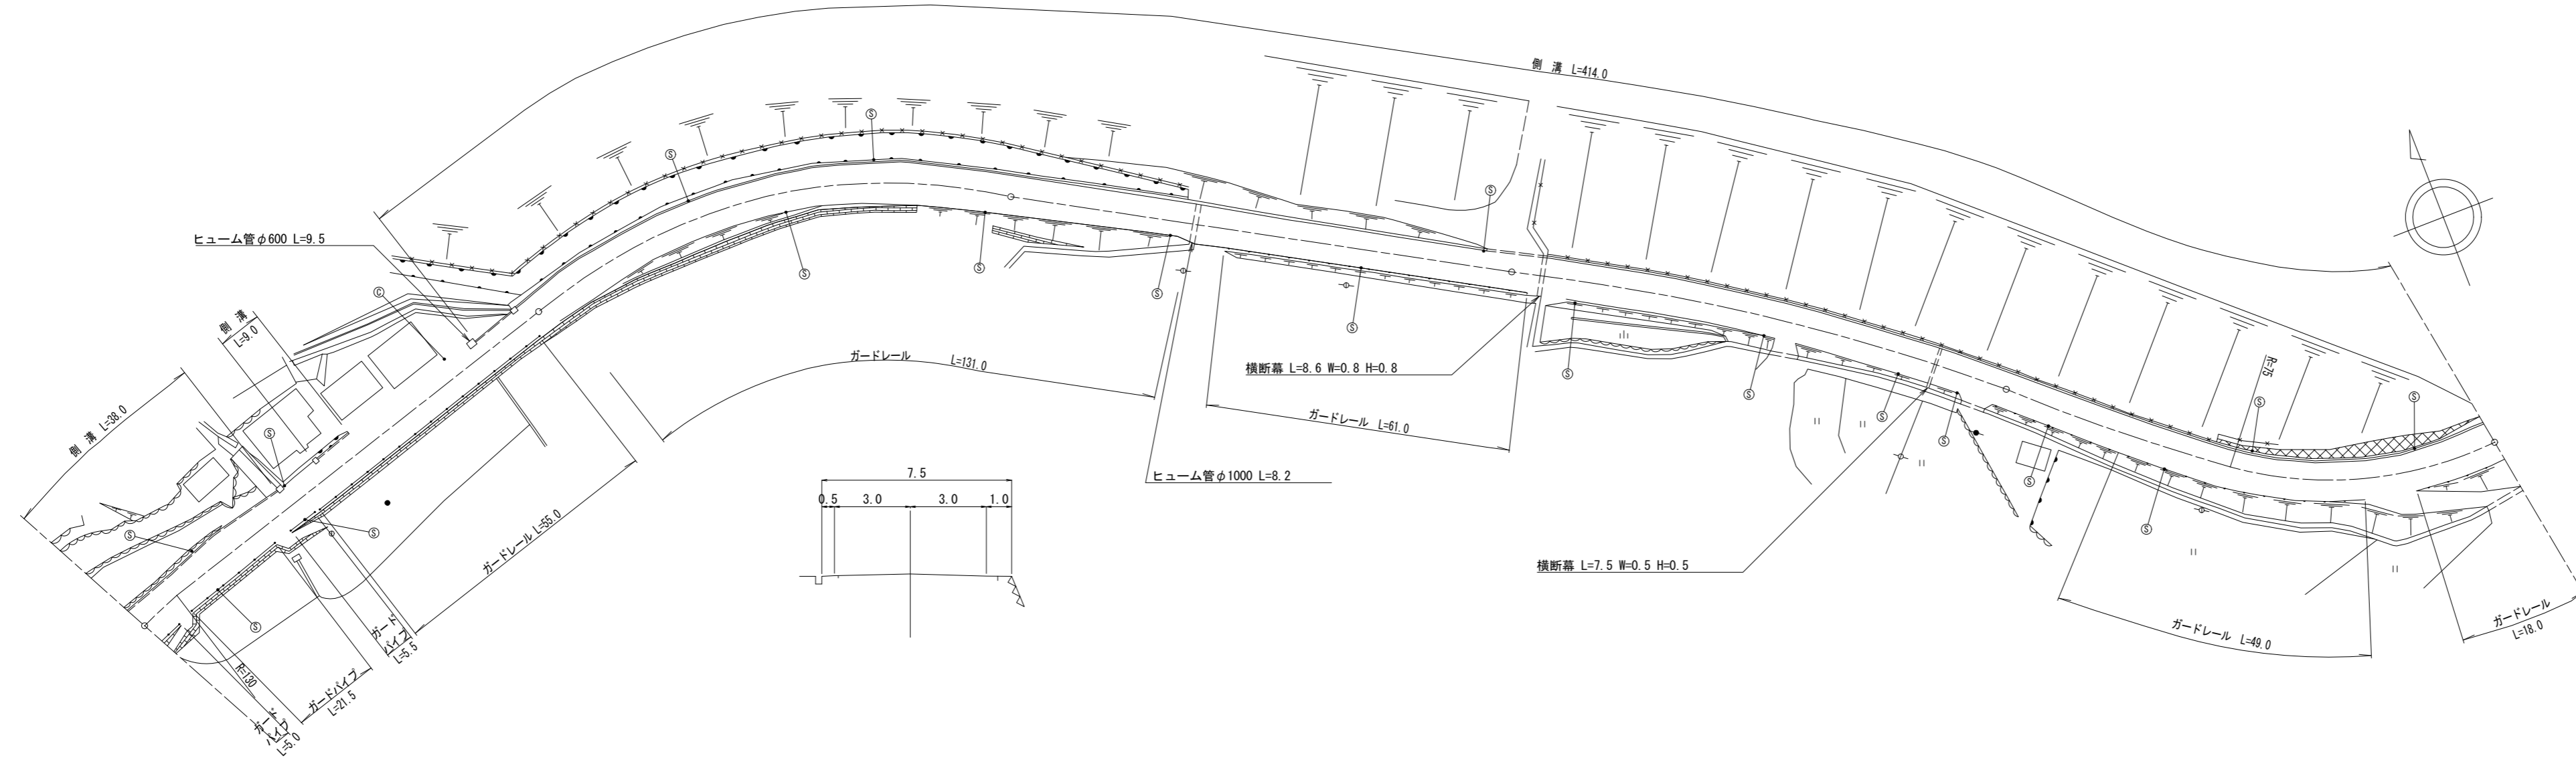 側 溝 L=414.0
ヒューム管φ600 L=9.5
Ⓢ
Ⓢ
Ⓢ
Ⓢ
Ⓢ
Ⓢ
Ⓢ
Ⓒ
側 溝
L=9.0
側 溝 L=38.0
Ⓢ
Ⓢ
Ⓢ
Ⓢ
ガードレール L=131.0
横断幕 L=8.6 W=0.8 H=0.8
ガードレール L=61.0
Ⓢ
Ⓢ
Ⓢ
Ⓢ
Ⓢ
Ⓢ
Ⓢ
Ⓢ
Ⓢ
R=75
ヒューム管φ1000 L=8.2
7.5
0.5 3.0 3.0 1.0
ガードレール L=55.0
横断幕 L=7.5 W=0.5 H=0.5
ガード
パイプ
L=5.5
R=130
ガードパイプ
L=21.5
ガード
パイプ
L=5.0
ガードレール L=49.0
ガードレール
L=18.0